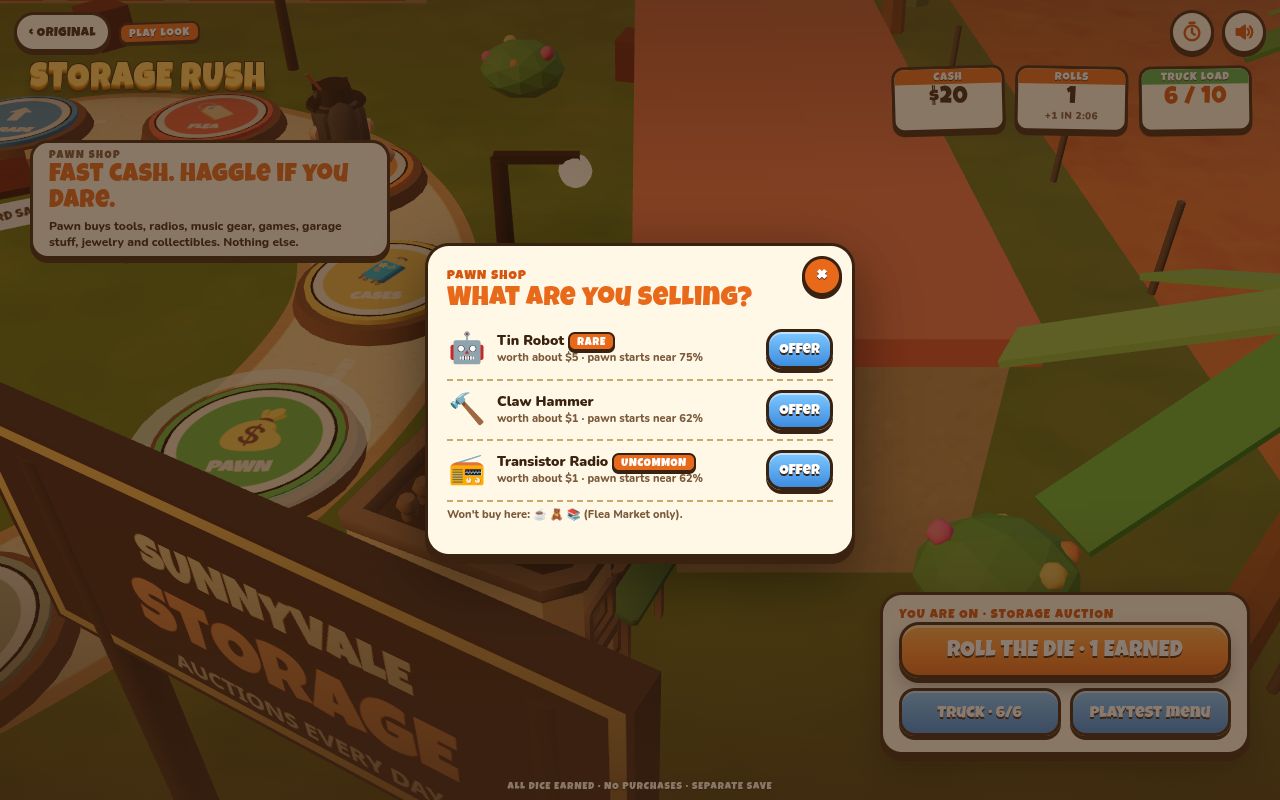 ‹ ORIGINAL
PLAY LOOK
STORAGE RUSH
CASH
$20
ROLLS
1
+1 IN 2:06
TRUCK LOAD
6 / 10
FLEA
PAWN SHOP
FAST CASH. HAGGLE IF YOU
DARE.
Pawn buys tools, radios, music gear, games, garage
stuff, jewelry and collectibles. Nothing else.
CASES
PAWN
PAWN SHOP
WHAT ARE YOU SELLING?
✖
Tin Robot RARE
worth about $5 · pawn starts near 75%
OFFER
Claw Hammer
worth about $1 · pawn starts near 62%
OFFER
Transistor Radio UNCOMMON
worth about $1 · pawn starts near 62%
OFFER
Won't buy here: ☕ 🧸 📚 (Flea Market only).
SUNNYVALE
STORAGE
AUCTIONS EVERY DAY
YOU ARE ON · STORAGE AUCTION
ROLL THE DIE · 1 EARNED
TRUCK · 6/6
PLAYTEST MENU
ALL DICE EARNED · NO PURCHASES · SEPARATE SAVE